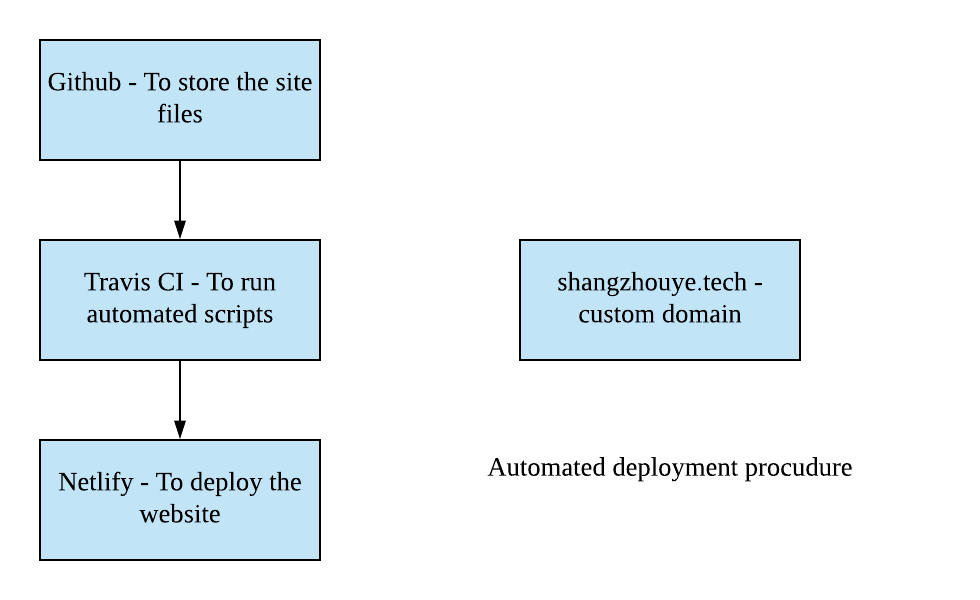 Github - To store the site
files
Travis CI - To run
automated scripts
shangzhouye.tech -
custom domain
Netlify - To deploy the
website
Automated deployment procudure